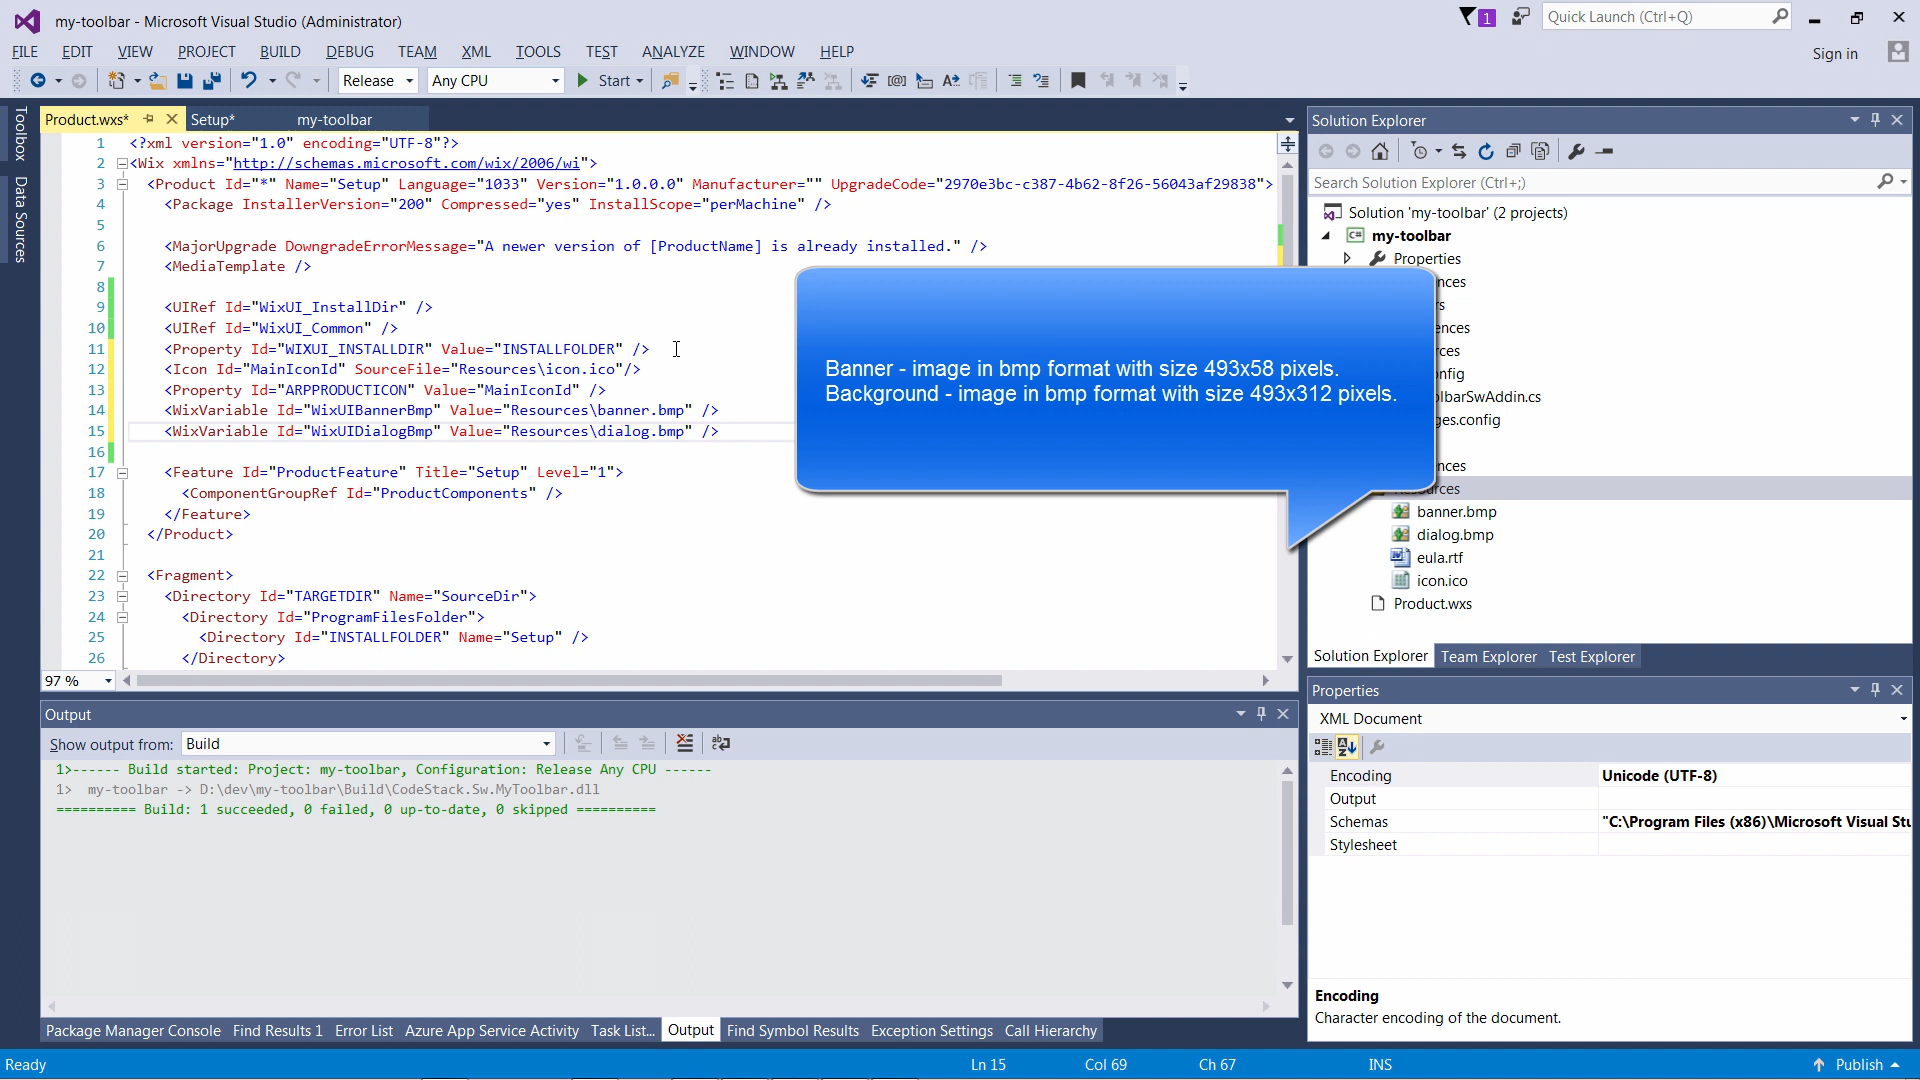 my-toolbar - Microsoft Visual Studio (Administrator)
1
Quick Launch (Ctrl+Q)
FILE EDIT VIEW PROJECT BUILD DEBUG TEAM XML TOOLS TEST ANALYZE WINDOW HELP
Sign in
Release Any CPU Start
Toolbox
Data Sources
Product.wxs* Setup* my-toolbar
1 <?xml version="1.0" encoding="UTF-8"?>
2 <Wix xmlns="http://schemas.microsoft.com/wix/2006/wi">
3 <Product Id="*" Name="Setup" Language="1033" Version="1.0.0.0" Manufacturer="" UpgradeCode="2970e3bc-c387-4b62-8f26-56043af29838">
4 <Package InstallerVersion="200" Compressed="yes" InstallScope="perMachine" />
5
6 <MajorUpgrade DowngradeErrorMessage="A newer version of [ProductName] is already installed." />
7 <MediaTemplate />
8
9 <UIRef Id="WixUI_InstallDir" />
10 <UIRef Id="WixUI_Common" />
11 <Property Id="WIXUI_INSTALLDIR" Value="INSTALLFOLDER" />
12 <Icon Id="MainIconId" SourceFile="Resources\icon.ico"/>
13 <Property Id="ARPPRODUCTICON" Value="MainIconId" />
14 <WixVariable Id="WixUIBannerBmp" Value="Resources\banner.bmp" />
15 <WixVariable Id="WixUIDialogBmp" Value="Resources\dialog.bmp" />
16
17 <Feature Id="ProductFeature" Title="Setup" Level="1">
18 <ComponentGroupRef Id="ProductComponents" />
19 </Feature>
20 </Product>
21
22 <Fragment>
23 <Directory Id="TARGETDIR" Name="SourceDir">
24 <Directory Id="ProgramFilesFolder">
25 <Directory Id="INSTALLFOLDER" Name="Setup" />
26 </Directory>
97 %
Banner - image in bmp format with size 493x58 pixels.
Background - image in bmp format with size 493x312 pixels.
Solution Explorer
Search Solution Explorer (Ctrl+;)
Solution 'my-toolbar' (2 projects)
C# my-toolbar
Properties
nces
rs
ences
rces
nfig
olbarSwAddin.cs
ges.config
nces
urces
banner.bmp
dialog.bmp
eula.rtf
icon.ico
Product.wxs
Solution Explorer Team Explorer Test Explorer
Properties
XML Document
Encoding Unicode (UTF-8)
Output
Schemas "C:\Program Files (x86)\Microsoft Visual Stu
Stylesheet
Encoding
Character encoding of the document.
Output
Show output from: Build
1>------ Build started: Project: my-toolbar, Configuration: Release Any CPU ------
1> my-toolbar -> D:\dev\my-toolbar\Build\CodeStack.Sw.MyToolbar.dll
========== Build: 1 succeeded, 0 failed, 0 up-to-date, 0 skipped ==========
Package Manager Console Find Results 1 Error List Azure App Service Activity Task List... Output Find Symbol Results Exception Settings Call Hierarchy
Ready Ln 15 Col 69 Ch 67 INS Publish